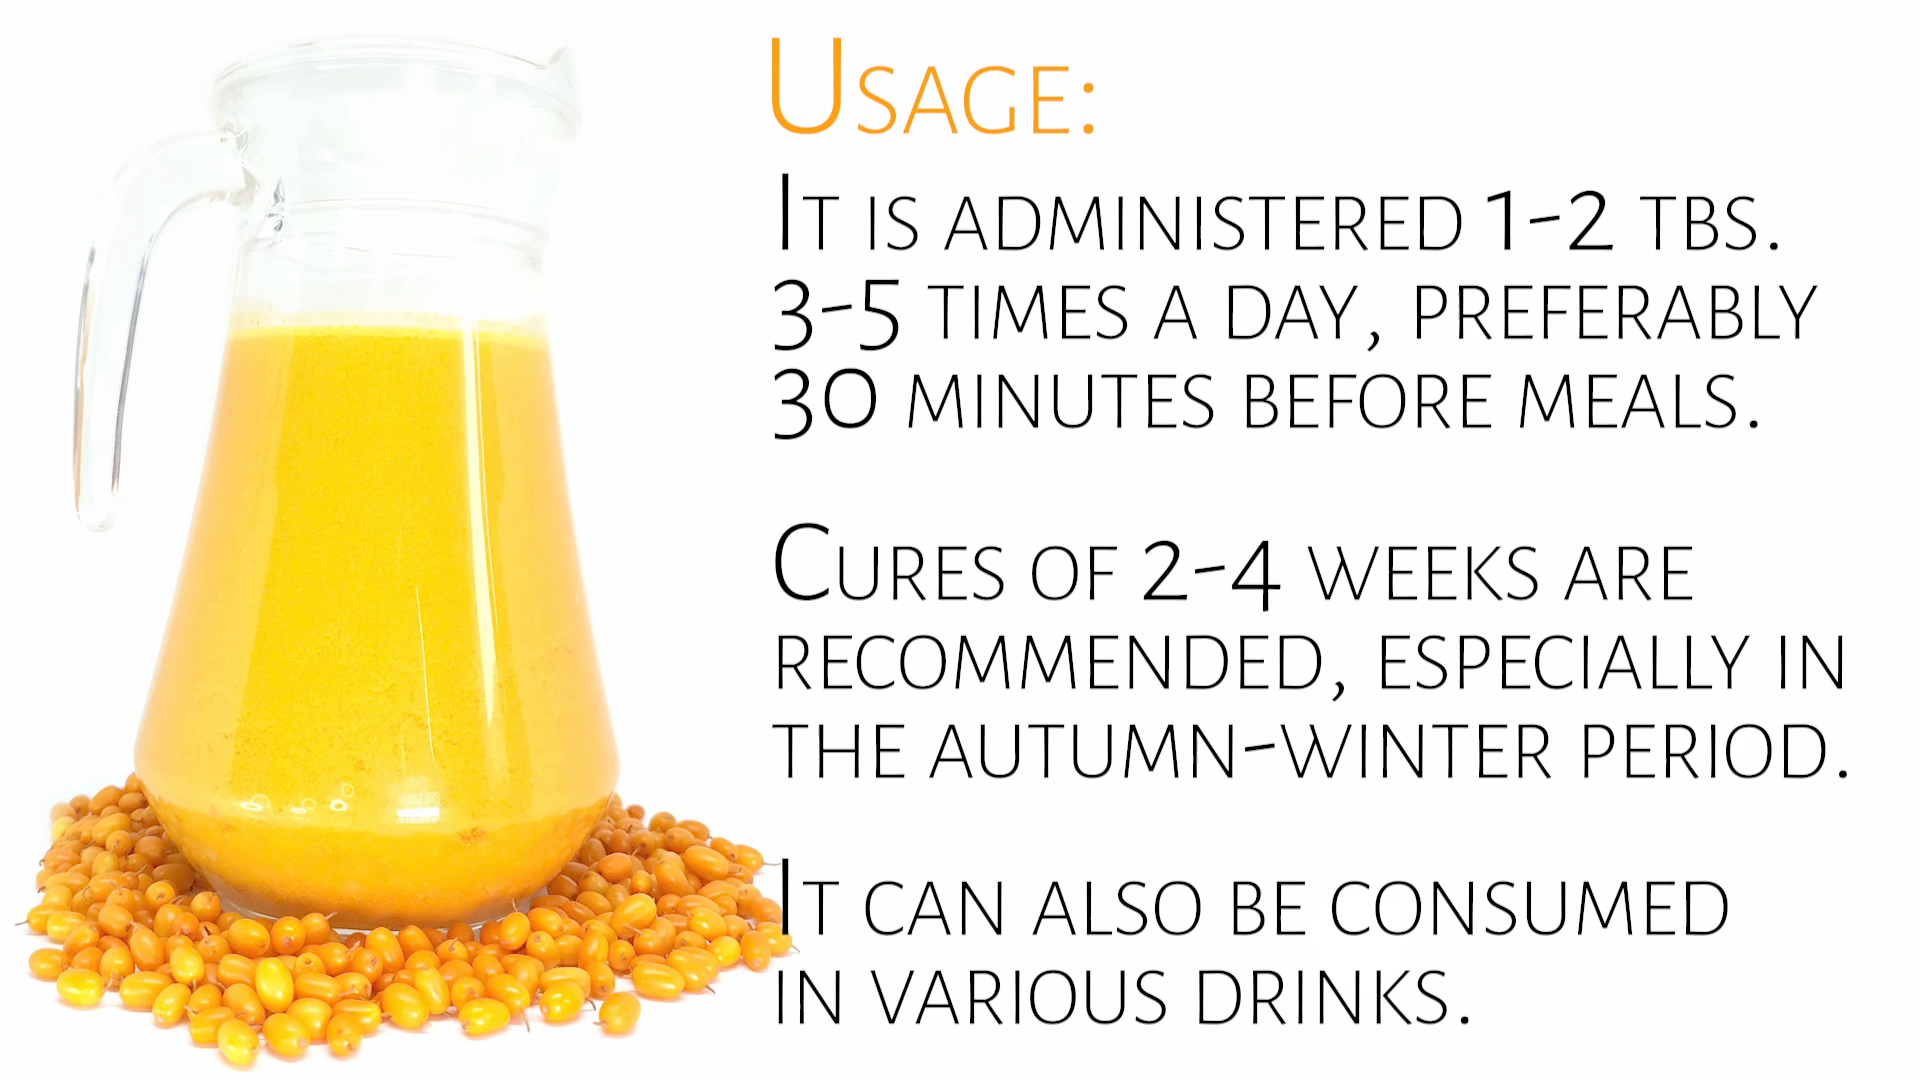 Usage:
It is administered 1-2 tbs.
3-5 times a day, preferably
30 minutes before meals.
Cures of 2-4 weeks are
recommended, especially in
the autumn-winter period.
It can also be consumed
in various drinks.